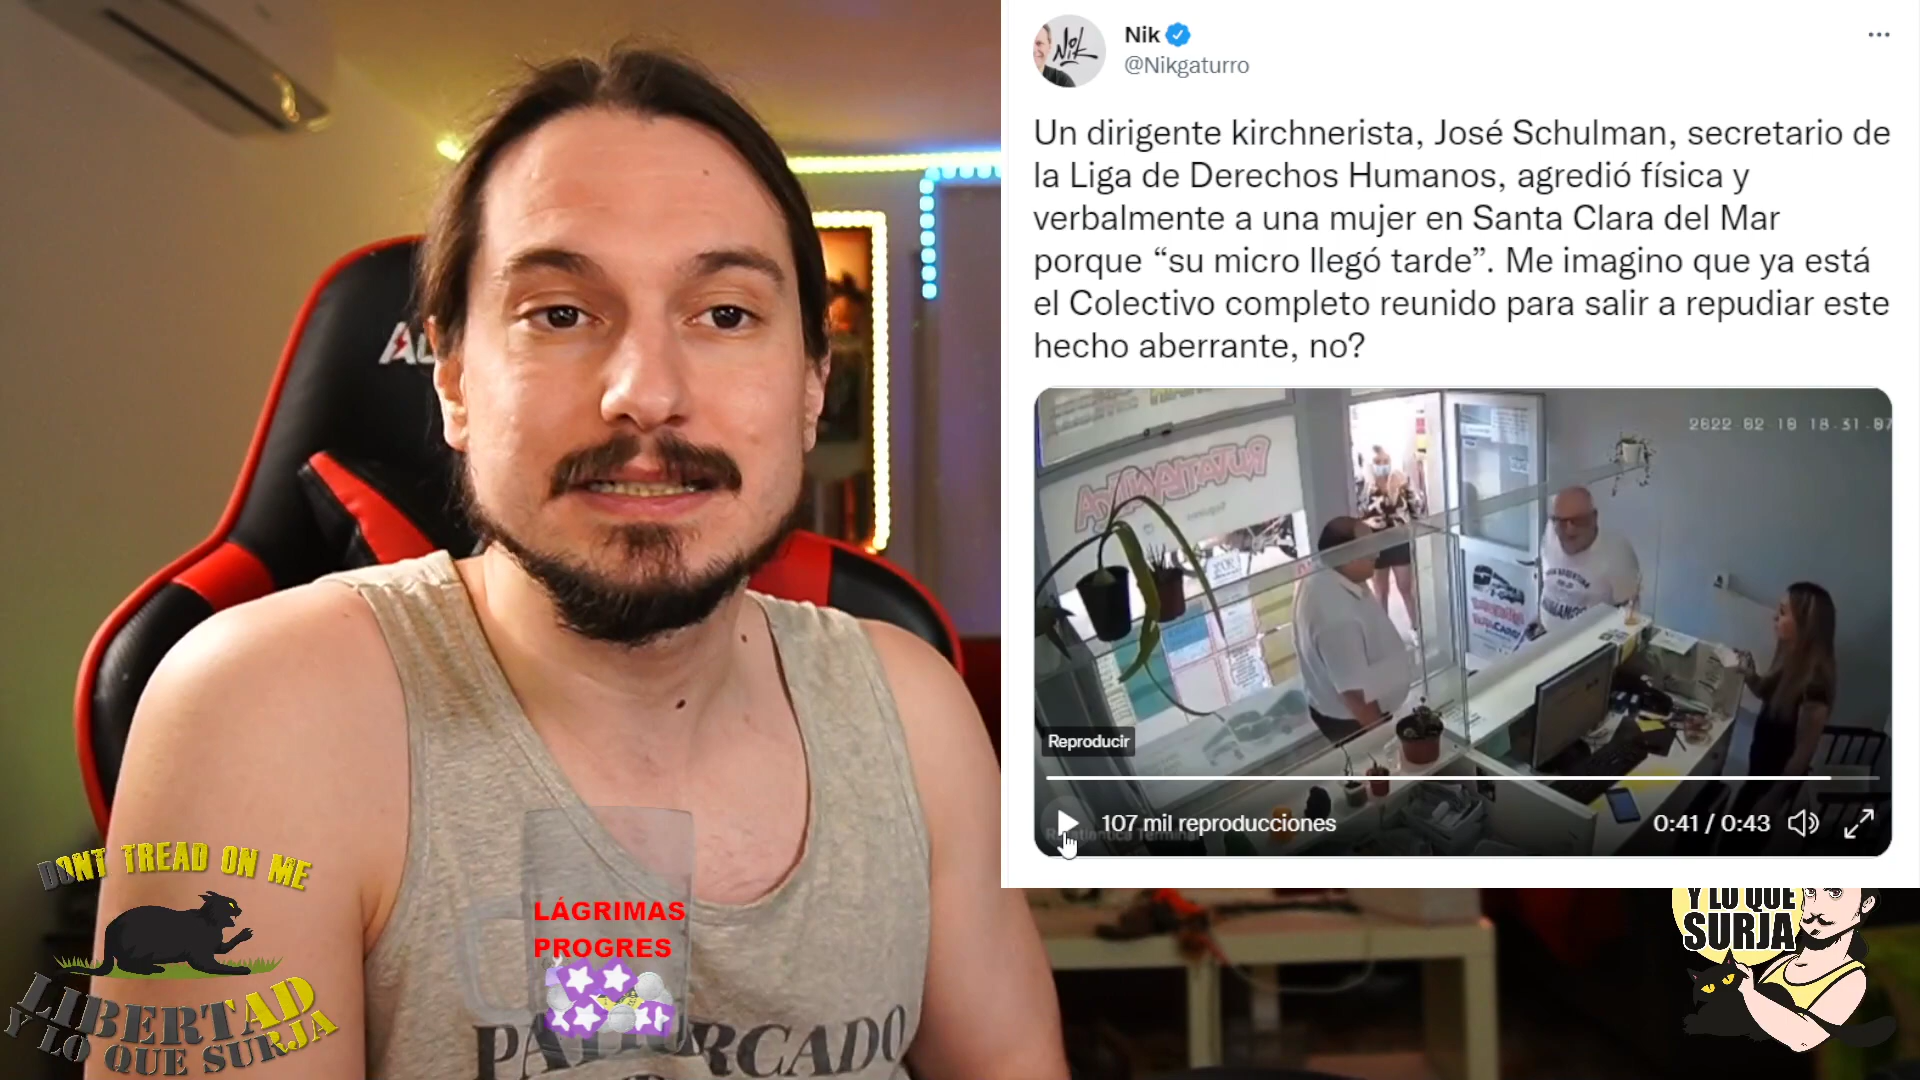 Nik
@Nikgaturro
Un dirigente kirchnerista, José Schulman, secretario de
la Liga de Derechos Humanos, agredió física y
verbalmente a una mujer en Santa Clara del Mar
porque “su micro llegó tarde”. Me imagino que ya está
el Colectivo completo reunido para salir a repudiar este
hecho aberrante, no?
2022 02 10 18:31:07
RUTATLÁNTICA
Reproducir
107 mil reproducciones
0:41 / 0:43
DONT TREAD ON ME
LIBERTAD
Y LO QUE SURJA
LÁGRIMAS
PROGRES
Y LO QUE
SURJA